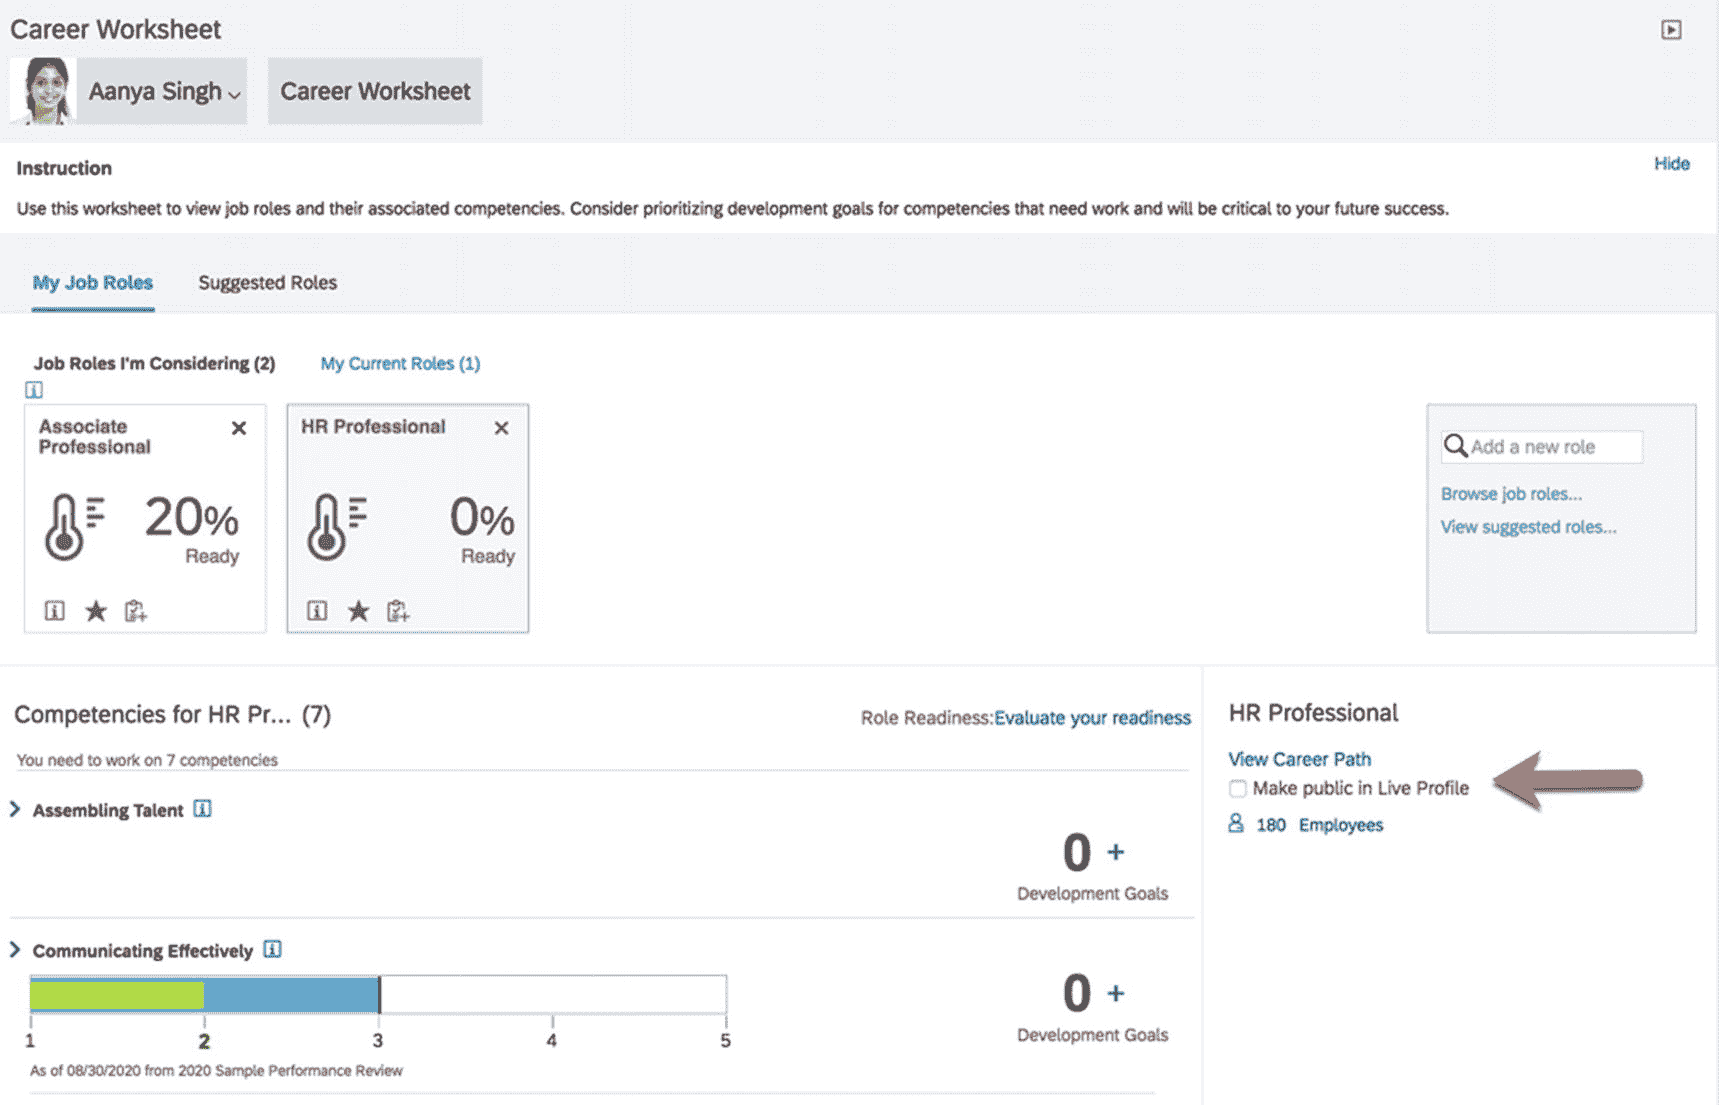 Career Worksheet
Aanya Singh
Career Worksheet
Instruction
Hide
Use this worksheet to view job roles and their associated competencies. Consider prioritizing development goals for competencies that need work and will be critical to your future success.
My Job Roles
Suggested Roles
Job Roles I'm Considering (2)
My Current Roles (1)
Associate
Professional
20%
Ready
HR Professional
0%
Ready
Add a new role
Browse job roles...
View suggested roles...
Competencies for HR Pr... (7)
Role Readiness:Evaluate your readiness
You need to work on 7 competencies
Assembling Talent
0 +
Development Goals
Communicating Effectively
1 2 3 4 5
As of 08/30/2020 from 2020 Sample Performance Review
0 +
Development Goals
HR Professional
View Career Path
Make public in Live Profile
180 Employees